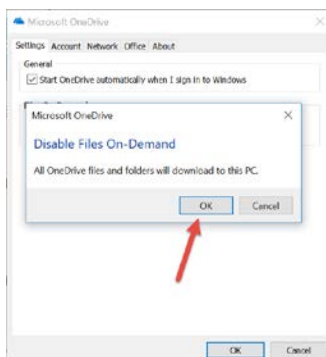 Microsoft OneDrive
Settings Account Network Office About
General
Start OneDrive automatically when I sign in to Windows
Microsoft OneDrive
Disable Files On-Demand
All OneDrive files and folders will download to this PC.
OK Cancel
OK Cancel